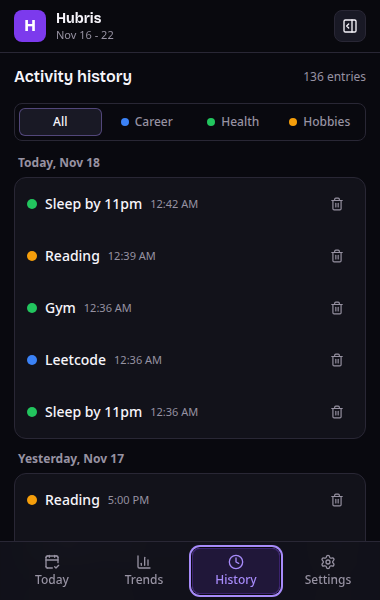 H
Hubris
Nov 16 - 22
Activity history
136 entries
All
Career
Health
Hobbies
Today, Nov 18
Sleep by 11pm 12:42 AM
Reading 12:39 AM
Gym 12:36 AM
Leetcode 12:36 AM
Sleep by 11pm 12:36 AM
Yesterday, Nov 17
Reading 5:00 PM
Today
Trends
History
Settings